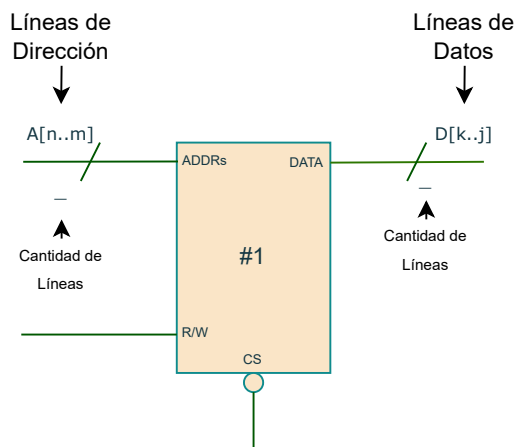 Líneas de
Dirección
Líneas de
Datos
A[n..m]
D[k..j]
ADDRs
DATA
_
_
Cantidad de
Líneas
Cantidad de
Líneas
#1
R/W
CS